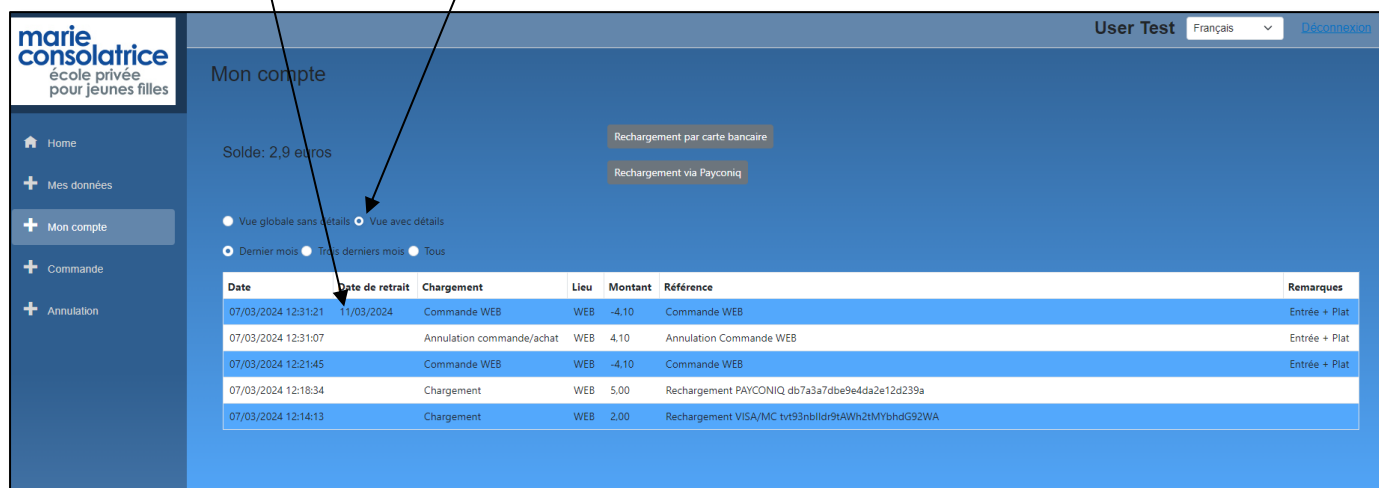 marie
consolatrice
école privée
pour jeunes filles
User Test Français Déconnexion
Mon compte
Home
Mes données
Mon compte
Commande
Annulation
Solde: 2,9 euros
Rechargement par carte bancaire
Rechargement via Payconiq
Vue globale sans détails Vue avec détails
Dernier mois Trois derniers mois Tous
Date Date de retrait Chargement Lieu Montant Référence Remarques
07/03/2024 12:31:21 11/03/2024 Commande WEB WEB -4,10 Commande WEB Entrée + Plat
07/03/2024 12:31:07 Annulation commande/achat WEB 4,10 Annulation Commande WEB Entrée + Plat
07/03/2024 12:21:45 Commande WEB WEB -4,10 Commande WEB Entrée + Plat
07/03/2024 12:18:34 Chargement WEB 5,00 Rechargement PAYCONIQ db7a3a7dbe9e4da2e12d239a
07/03/2024 12:14:13 Chargement WEB 2,00 Rechargement VISA/MC